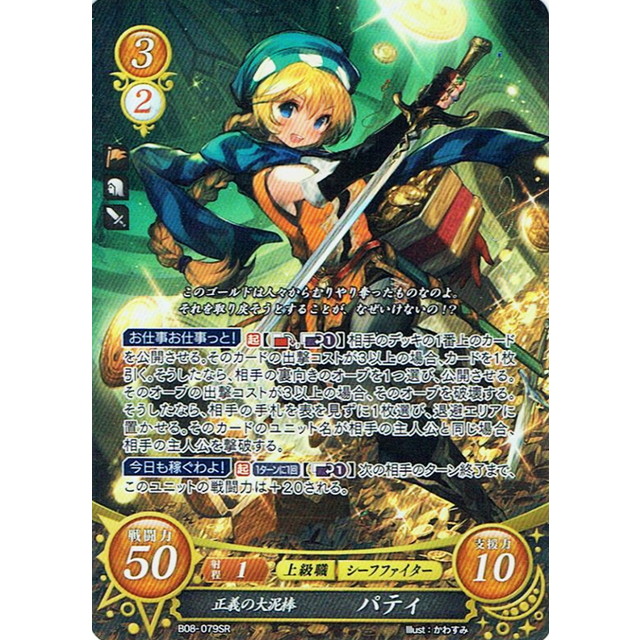 3
2
このゴールドは人々からむりやり奪ったものなのよ。
それを取り戻そうとすることが、なぜいけないの!?
お仕事お仕事っと! 起【 , 1】相手のデッキの1番上のカード
を公開させる。そのカードの出撃コストが3以上の場合、カードを1枚
引く。そうしたなら、相手の裏向きのオーブを1つ選び、公開させる。
そのオーブの出撃コストが3以上の場合、そのオーブを破壊する。
そうしたなら、相手の手札を表を見ずに1枚選び、退避エリアに
置かせる。そのカードのユニット名が相手の主人公と同じ場合、
相手の主人公を撃破する。
今日も稼ぐわよ! 起 1ターンに1回【 1】次の相手のターン終了まで、
このユニットの戦闘力は+20される。
戦闘力 50 射程 1 上級職 シーフファイター 支援力 10
正義の大泥棒 パティ
B08-079SR Illust:かわすみ